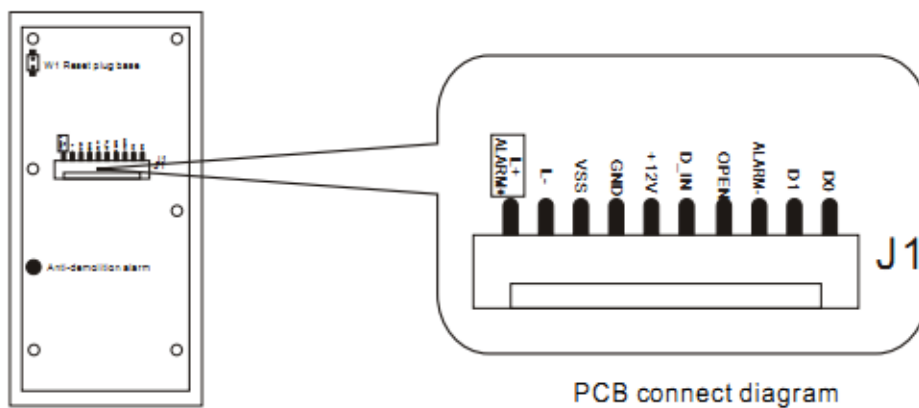 W1 Reset plug base
J1
Anti-demolition alarm
L+
ALARM+
L-
VSS
GND
+12V
D_IN
OPEN
ALARM-
D1
D0
J1
PCB connect diagram